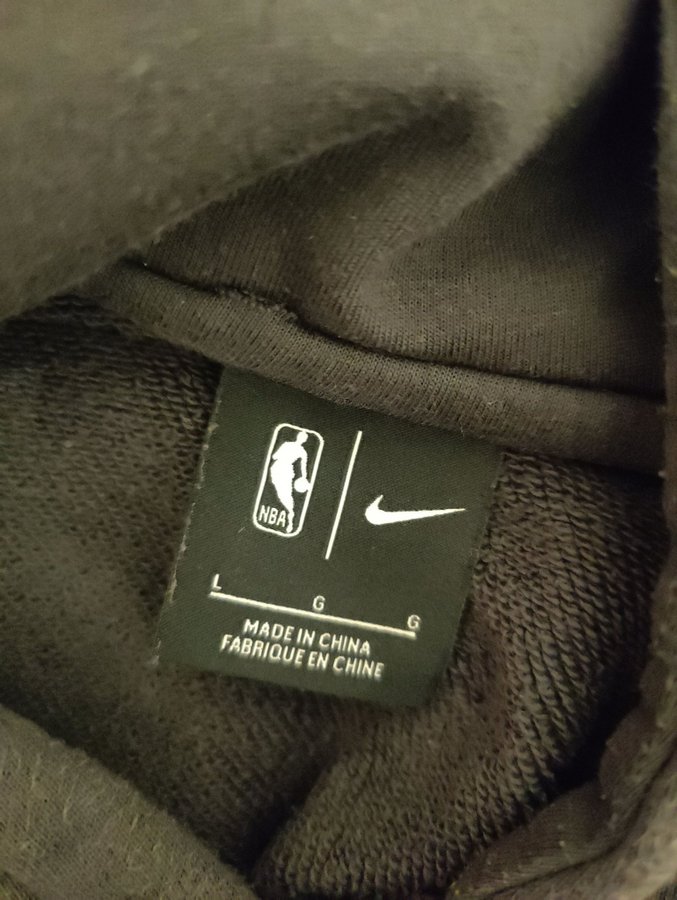 NBA
L G G
MADE IN CHINA
FABRIQUE EN CHINE